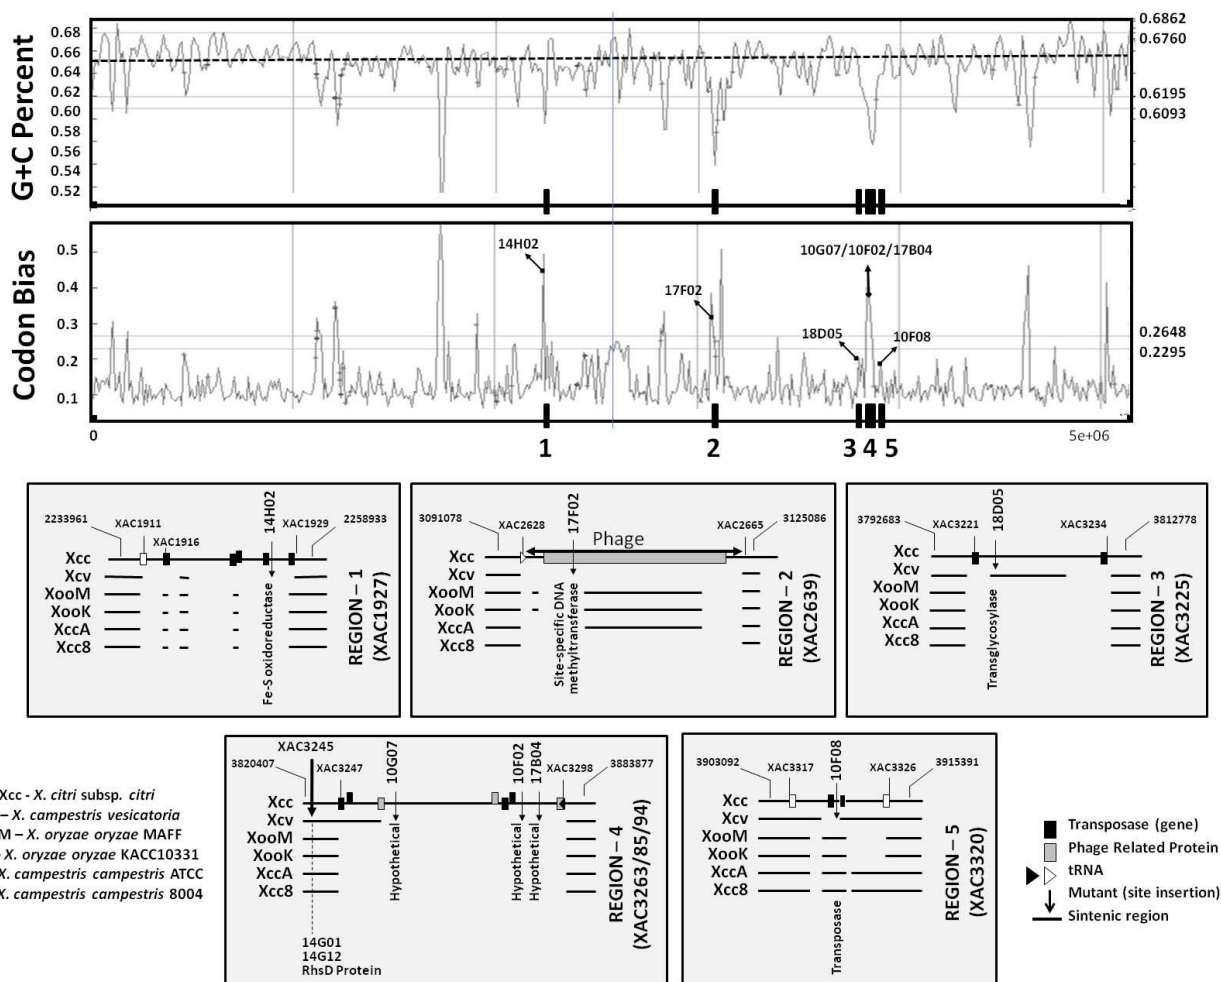 G+C Percent
0.68
0.66
0.64
0.62
0.60
0.58
0.56
0.54
0.52
0.6862
0.6760
0.6195
0.6093
Codon Bias
0.5
0.4
0.3
0.2
0.1
14H02
17F02
10G07/10F02/17B04
18D05
10F08
0.2648
0.2295
0
5e+06
1
2
3 4 5
2233961
XAC1911
XAC1916
14H02
XAC1929
2258933
Xcc
Xcv
XooM
XooK
XccA
Xcc8
Fe-S oxidoreductase
REGION – 1
(XAC1927)
3091078
XAC2628
17F02
XAC2665
3125086
Phage
Xcc
Xcv
XooM
XooK
XccA
Xcc8
Site-specific DNA
methyltransferase
REGION – 2
(XAC2639)
3792683
XAC3221
18D05
XAC3234
3812778
Xcc
Xcv
XooM
XooK
XccA
Xcc8
Transglycosylase
REGION – 3
(XAC3225)
XAC3245
3820407
XAC3247
10G07
10F02
17B04
XAC3298
3883877
Xcc
Xcv
XooM
XooK
XccA
Xcc8
Hypothetical
Hypothetical
Hypothetical
14G01
14G12
RhsD Protein
REGION – 4
(XAC3263/85/94)
3903092
XAC3317
10F08
XAC3326
3915391
Xcc
Xcv
XooM
XooK
XccA
Xcc8
Transposase
REGION – 5
(XAC3320)
Xcc - X. citri subsp. citri
– X. campestris vesicatoria
M – X. oryzae oryzae MAFF
- X. oryzae oryzae KACC10331
X. campestris campestris ATCC
X. campestris campestris 8004
Transposase (gene)
Phage Related Protein
tRNA
Mutant (site insertion)
Sintenic region